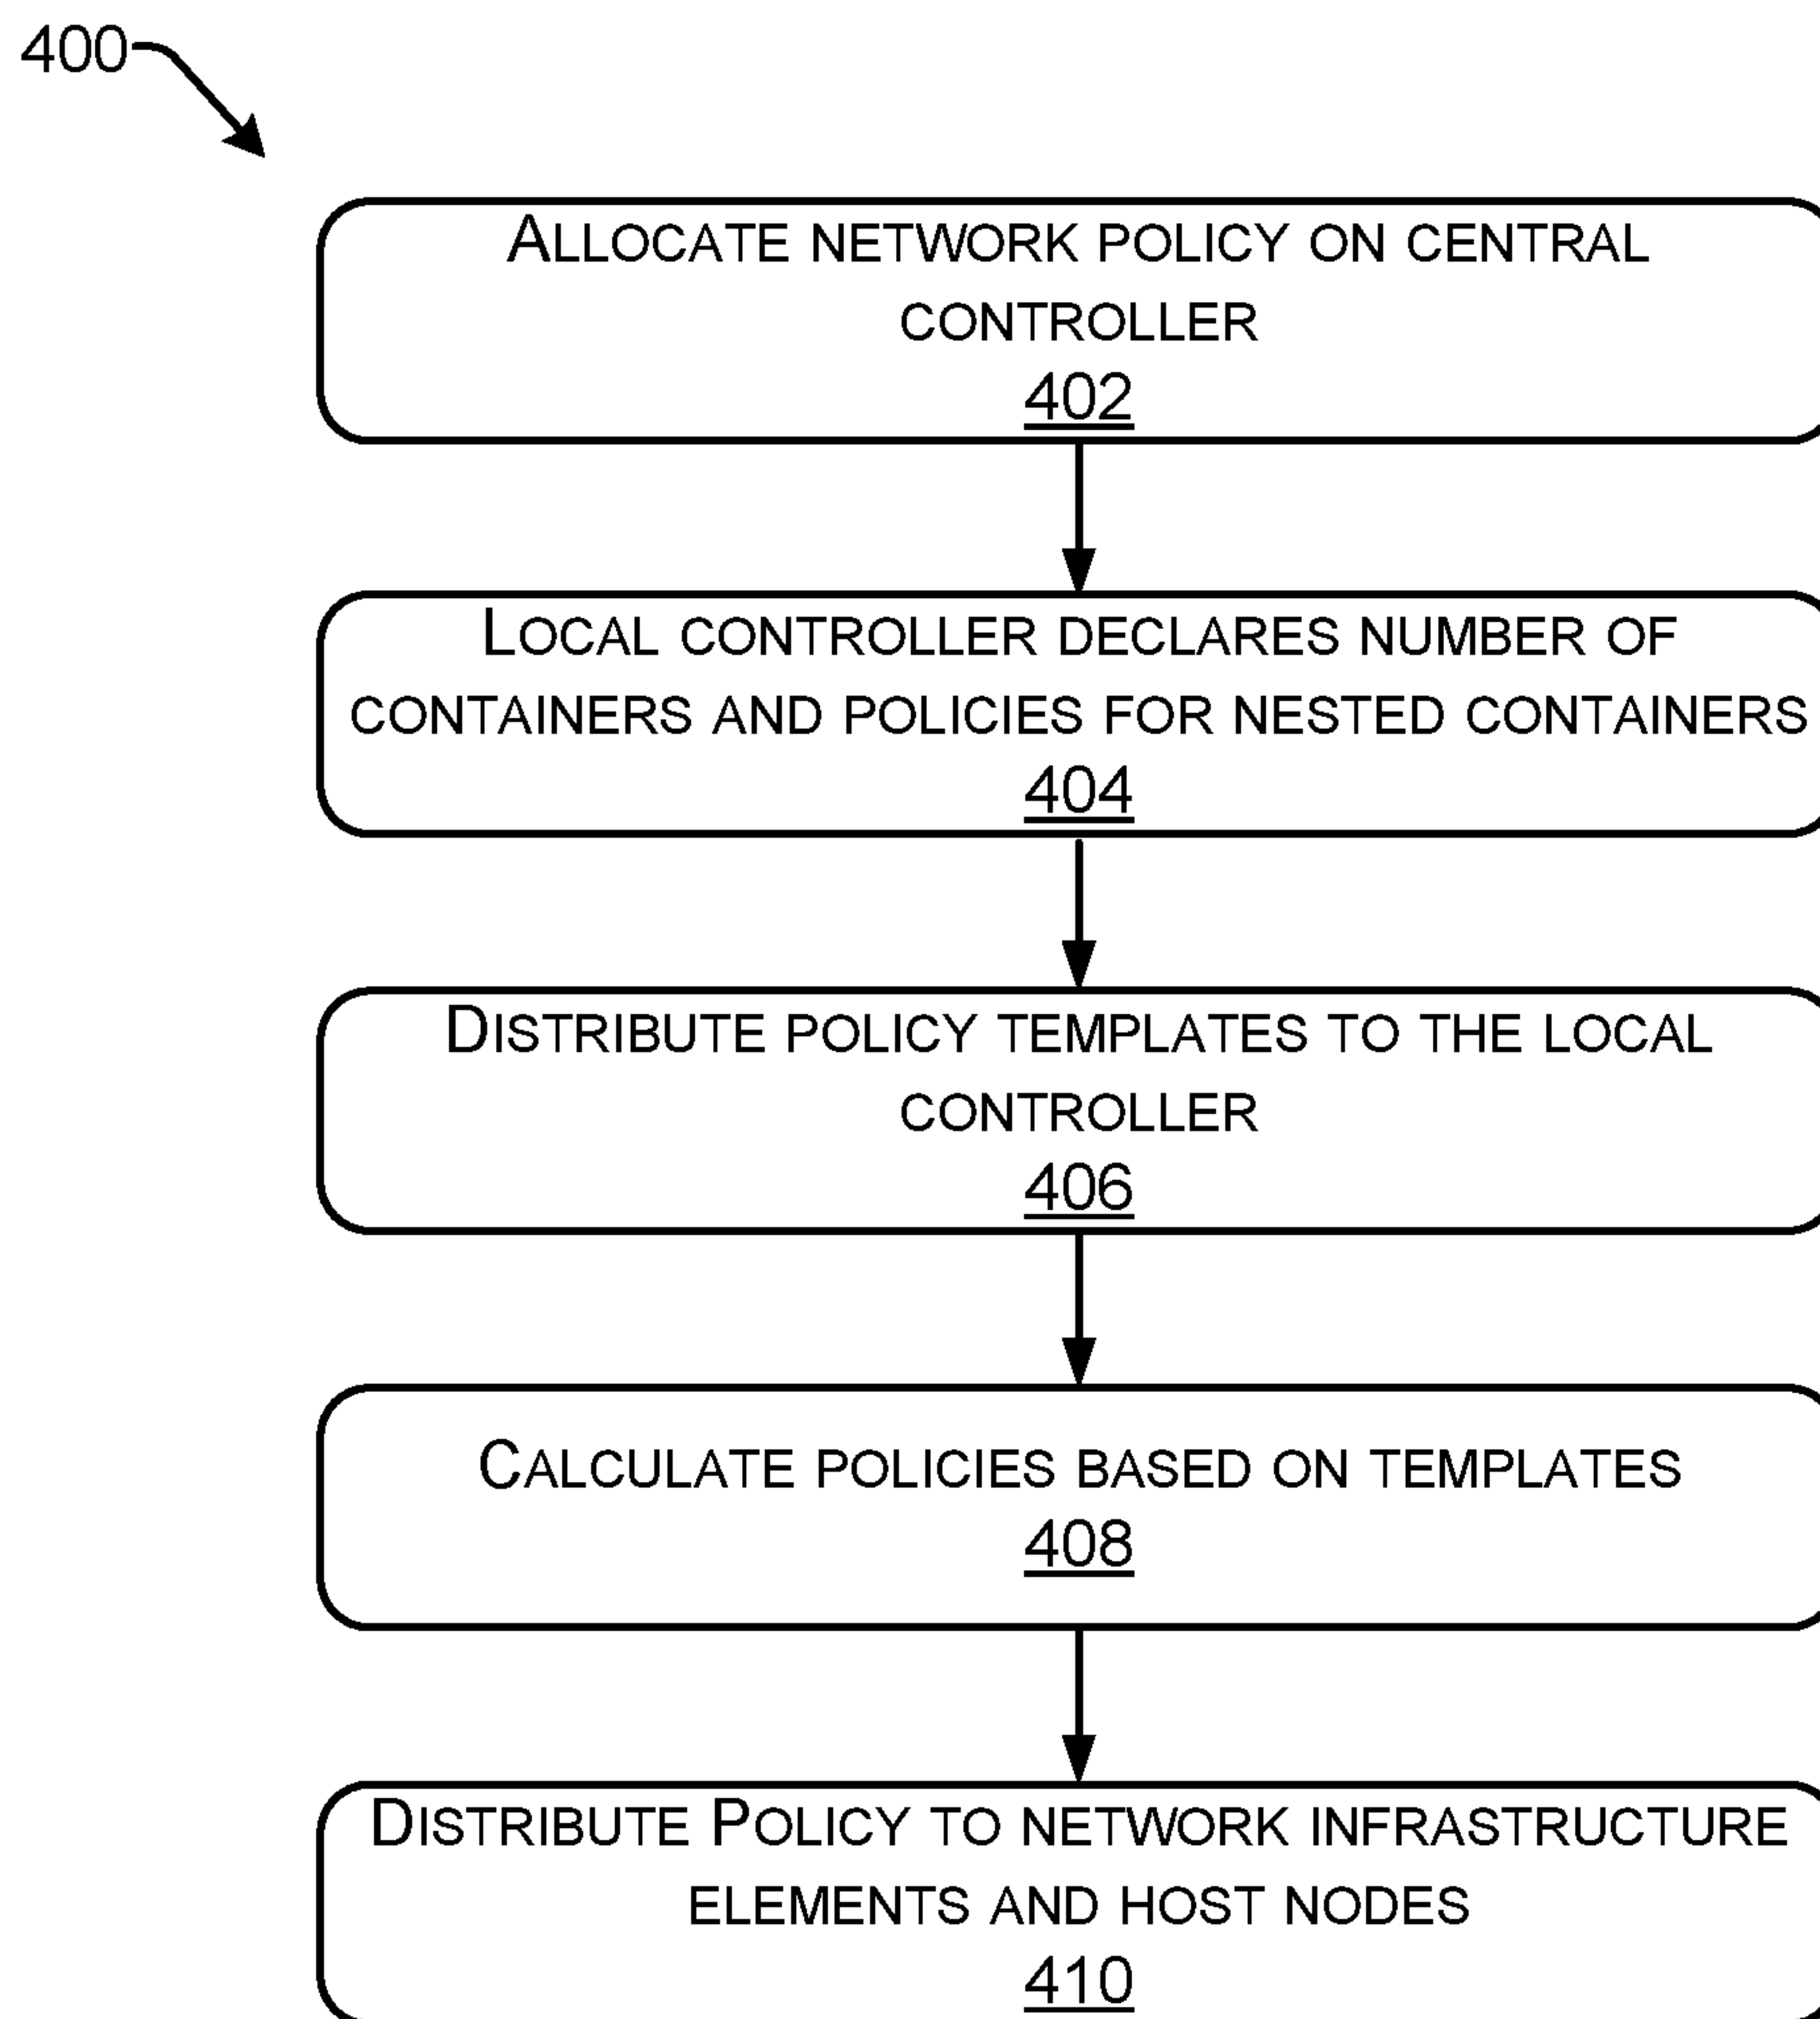 400
ALLOCATE NETWORK POLICY ON CENTRAL
CONTROLLER
402
LOCAL CONTROLLER DECLARES NUMBER OF
CONTAINERS AND POLICIES FOR NESTED CONTAINERS
404
DISTRIBUTE POLICY TEMPLATES TO THE LOCAL
CONTROLLER
406
CALCULATE POLICIES BASED ON TEMPLATES
408
DISTRIBUTE POLICY TO NETWORK INFRASTRUCTURE
ELEMENTS AND HOST NODES
410